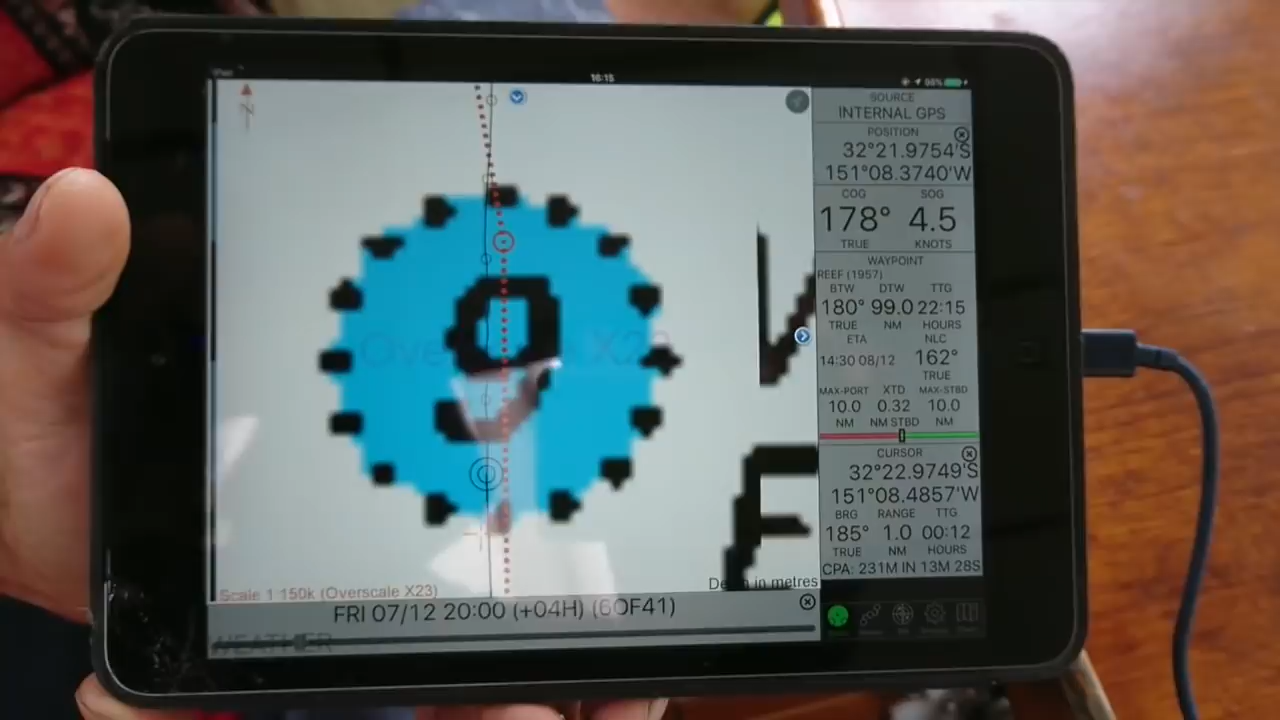 16:15
N
Overscale X23
Scale 1:150k (Overscale X23)
Depth in metres
FRI 07/12 20:00 (+04H) (6OF41)
WEATHER
SOURCE
INTERNAL GPS
POSITION
32°21.9754'S
151°08.3740'W
COG SOG
178° 4.5
TRUE KNOTS
WAYPOINT
REEF (1957)
BTW DTW TTG
180° 99.0 22:15
TRUE NM HOURS
ETA NLC
14:30 08/12 162°
TRUE
MAX-PORT XTD MAX-STBD
10.0 0.32 10.0
NM NM STBD NM
CURSOR
32°22.9749'S
151°08.4857'W
BRG RANGE TTG
185° 1.0 00:12
TRUE NM HOURS
CPA: 231M IN 13M 28S